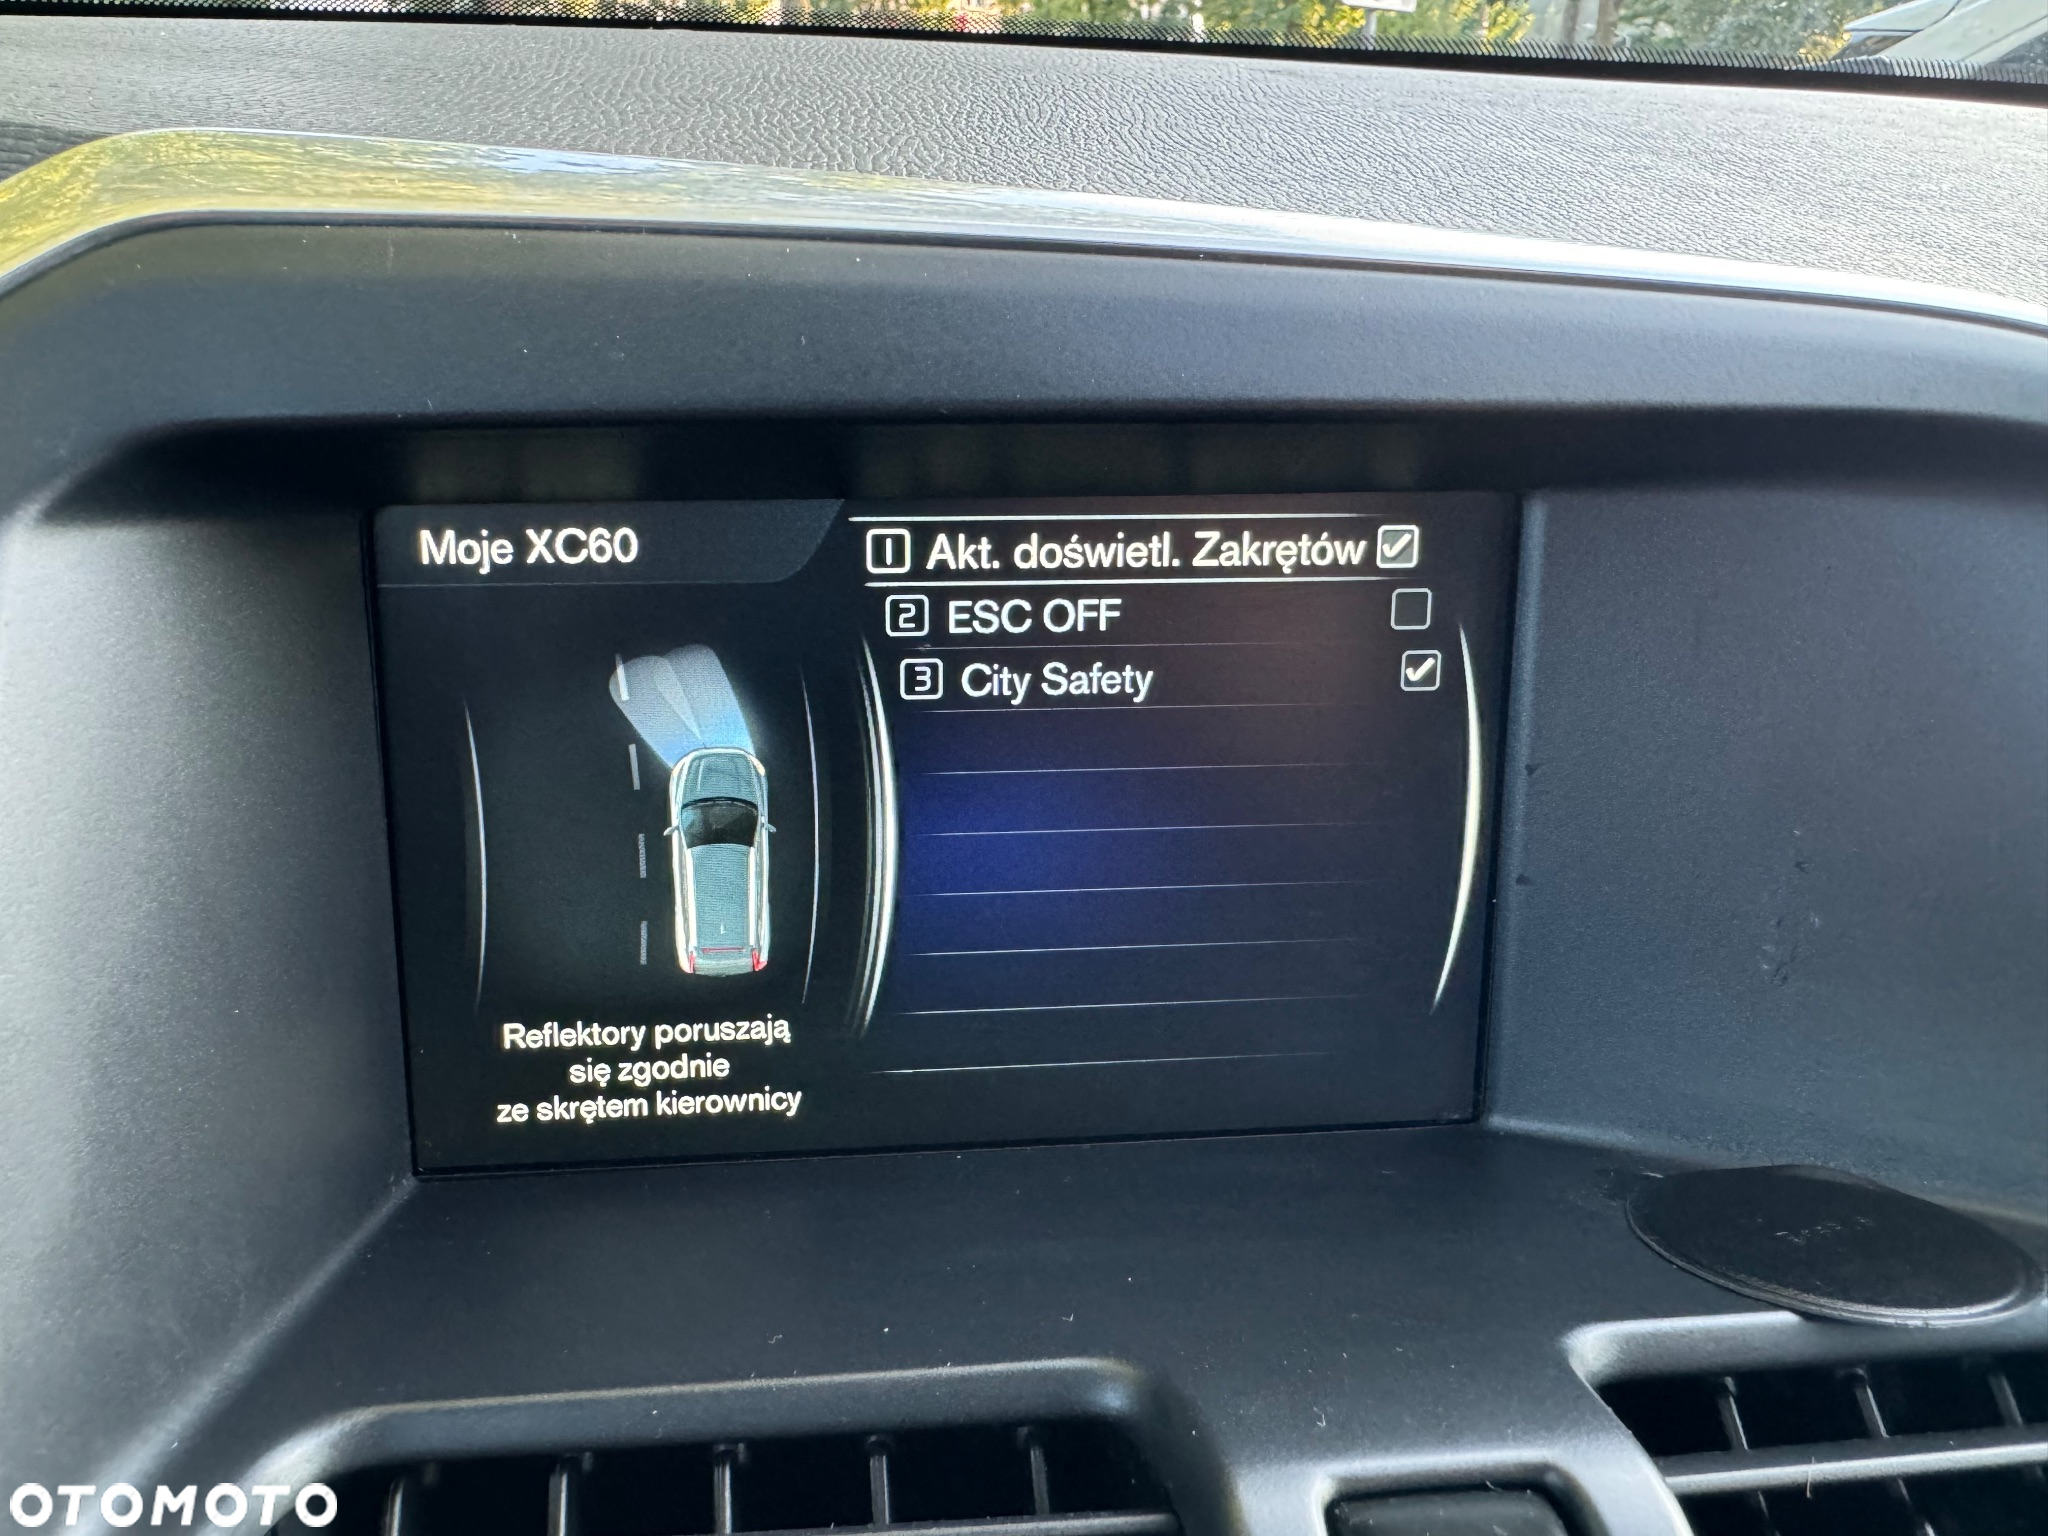 Moje XC60
1 Akt. doświetl. Zakrętów
2 ESC OFF
3 City Safety
Reflektory poruszają
się zgodnie
ze skrętem kierownicy
OTOMOTO